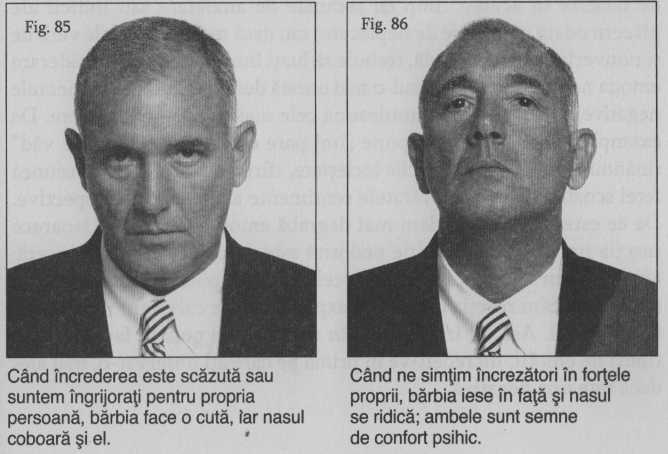 Fig. 85
Când încrederea este scăzută sau
suntem îngrijoraţi pentru propria
persoană, bărbia face o cută, iar nasul
coboară şi el.
Fig. 86
Când ne simţim încrezători în forţele
proprii, bărbia iese în faţă şi nasul
se ridică; ambele sunt semne
de confort psihic.